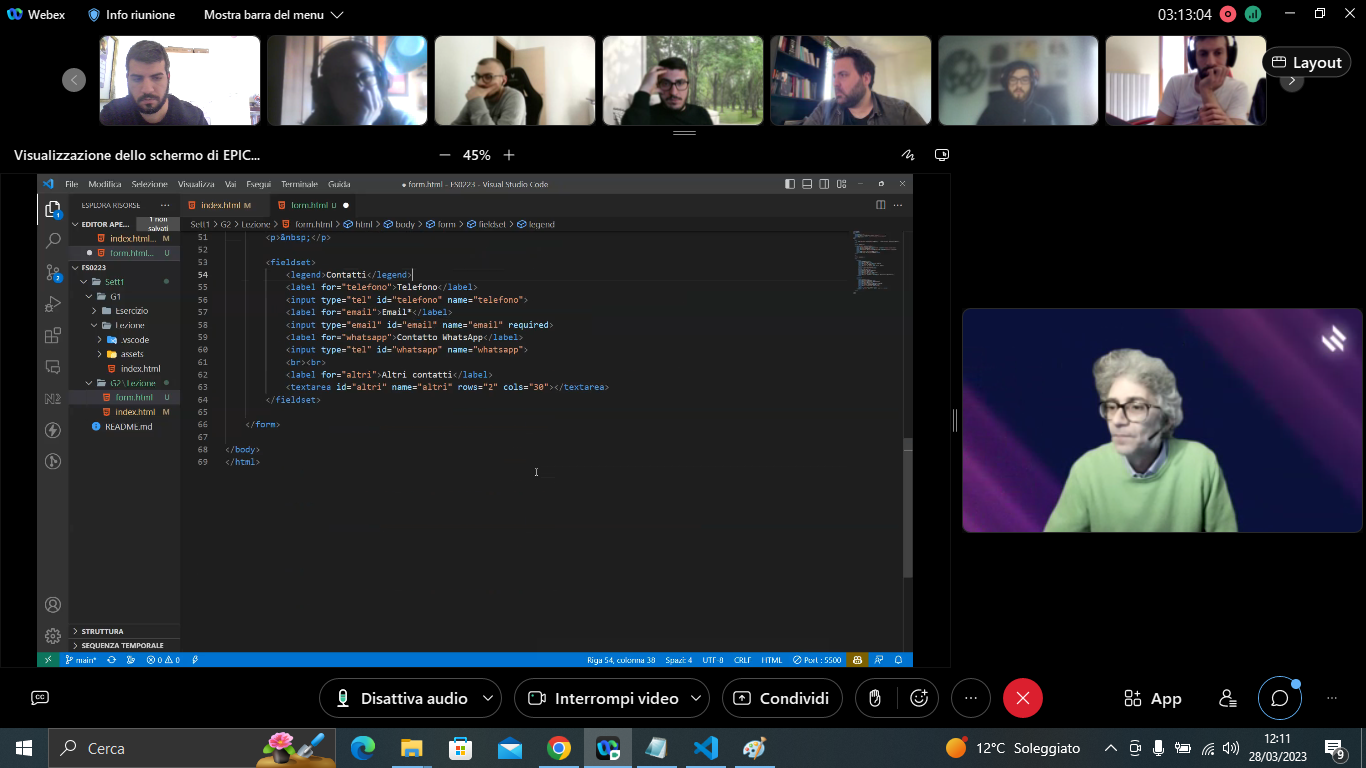 Webex
Info riunione
Mostra barra del menu
03:13:04
Layout
Visualizzazione dello schermo di EPIC...
45%
File Modifica Selezione Visualizza Vai Esegui Terminale Guida
● form.html - FS0223 - Visual Studio Code
ESPLORA RISORSE
index.html M
form.html U
EDITOR APE...
1 non salvati
index.html... M
form.html... U
Sett1 > G2 > Lezione > form.html > html > body > form > fieldset > legend
FS0223
Sett1
G1
Esercizio
Lezione
.vscode
assets
index.html
G2\Lezione
form.html U
index.html M
README.md
STRUTTURA
SEQUENZA TEMPORALE
51 <p>&nbsp;</p>
52
53 <fieldset>
54 <legend>Contatti</legend>
55 <label for="telefono">Telefono</label>
56 <input type="tel" id="telefono" name="telefono">
57 <label for="email">Email*</label>
58 <input type="email" id="email" name="email" required>
59 <label for="whatsapp">Contatto WhatsApp</label>
60 <input type="tel" id="whatsapp" name="whatsapp">
61 <br><br>
62 <label for="altri">Altri contatti</label>
63 <textarea id="altri" name="altri" rows="2" cols="30"></textarea>
64 </fieldset>
65
66 </form>
67
68 </body>
69 </html>
main* 0 0
Riga 54, colonna 38 Spazi: 4 UTF-8 CRLF HTML Port : 5500
Disattiva audio
Interrompi video
Condividi
App
Cerca
12°C Soleggiato
12:11
28/03/2023
9